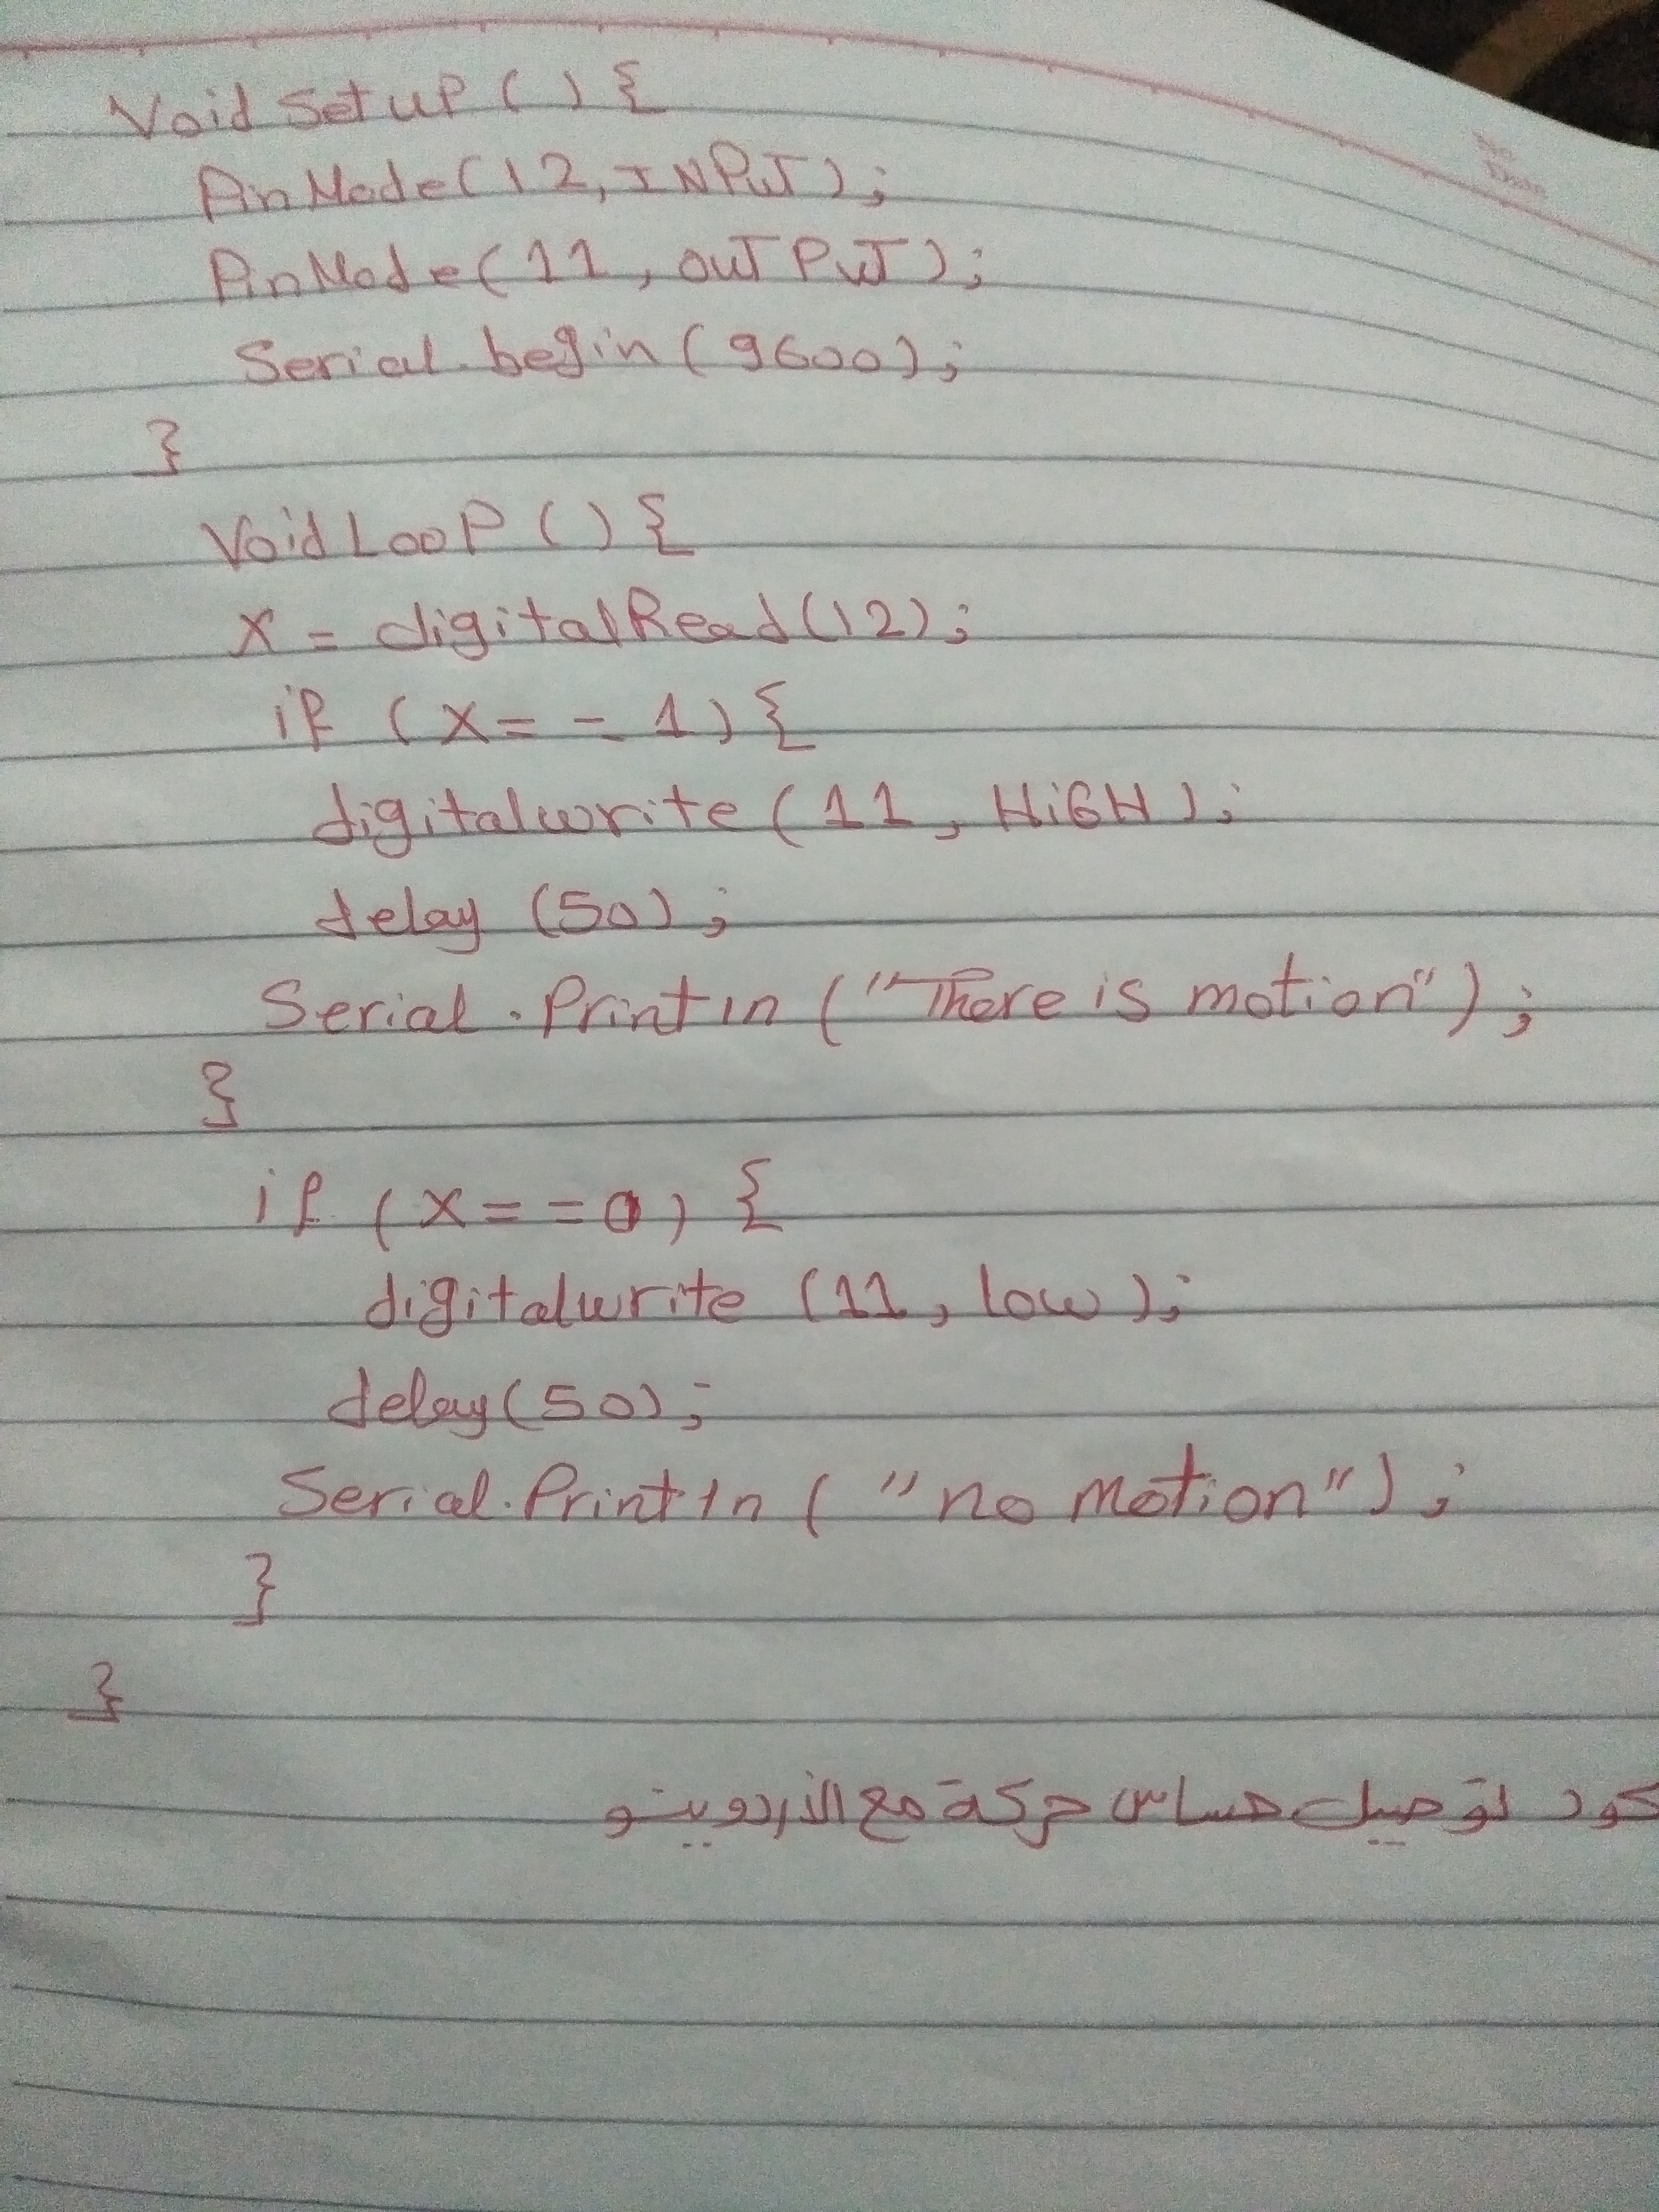 Void Setup ( ) {
PinMode(12, INPUT);
PinMode(11, OUTPUT);
Serial.begin(9600);
}
Void Loop () {
X = digitalRead(12);
if (X== 1) {
digitalwrite (11, HiGH);
delay (50);
Serial.Println ("There is motion");
}
if (X==0) {
digitalwrite (11, low);
delay(50);
Serial.Println ("no motion");
}
}
كود توصيل حساس حركة مع الأردوينو